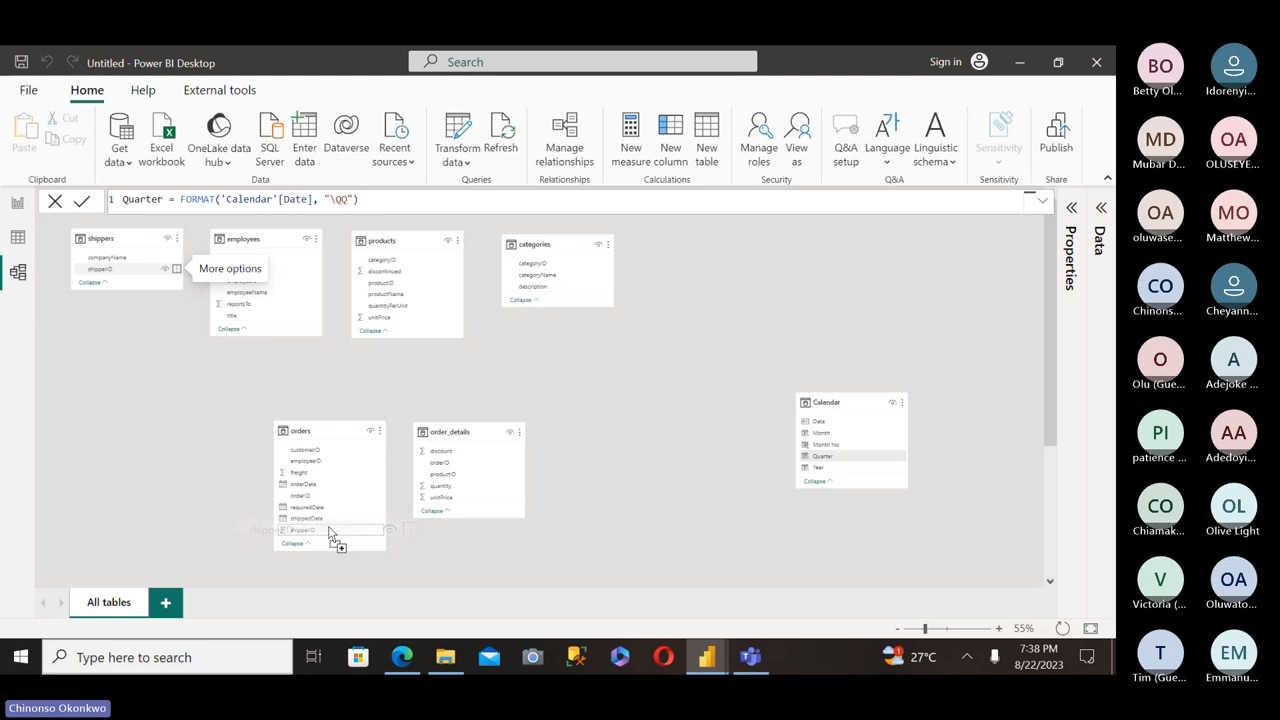 Untitled - Power BI Desktop
Search
Sign in
File
Home
Help
External tools
Paste
Cut
Copy
Clipboard
Get data
Excel workbook
OneLake data hub
SQL Server
Enter data
Dataverse
Recent sources
Data
Transform data
Refresh
Queries
Manage relationships
Relationships
New measure
New column
New table
Calculations
Manage roles
View as
Security
Q&A setup
Language
Linguistic schema
Q&A
Sensitivity
Sensitivity
Publish
Share
1 Quarter = FORMAT('Calendar'[Date], "\QQ")
shippers
companyName
shipperID
Collapse
More options
employees
employeeName
reportsTo
title
Collapse
products
categoryID
discontinued
productID
productName
quantityPerUnit
unitPrice
Collapse
categories
categoryID
categoryName
description
Collapse
orders
customerID
employeeID
freight
orderDate
orderID
requiredDate
shippedDate
shipperID
Collapse
order_details
discount
orderID
productID
quantity
unitPrice
Collapse
Calendar
Date
Month
Month No
Quarter
Year
Collapse
Properties
Data
All tables
55%
Type here to search
27°C
7:38 PM
8/22/2023
BO
Betty Ol...
Idorenyi...
MD
Mubar D...
OA
OLUSEYE...
OA
oluwase...
MO
Matthew...
CO
Chinons...
Cheyann...
O
Olu (Gue...
A
Adejoke ...
PI
patience ...
AA
Adedoyi...
CO
Chiamak...
OL
Olive Light
V
Victoria (...
OA
Oluwato...
T
Tim (Gue...
EM
Emmanu...
Chinonso Okonkwo